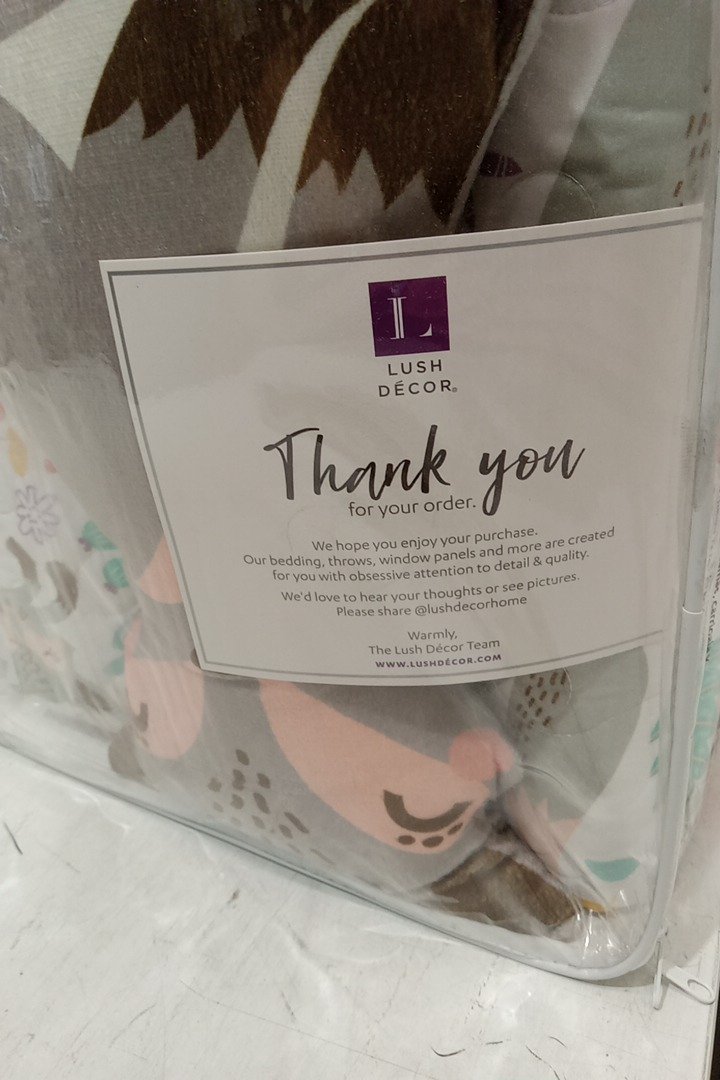 L
LUSH
DÉCOR®
Thank you
for your order.
We hope you enjoy your purchase.
Our bedding, throws, window panels and more are created
for you with obsessive attention to detail & quality.
We'd love to hear your thoughts or see pictures.
Please share @lushdecorhome
Warmly,
The Lush Décor Team
WWW.LUSHDÉCOR.COM